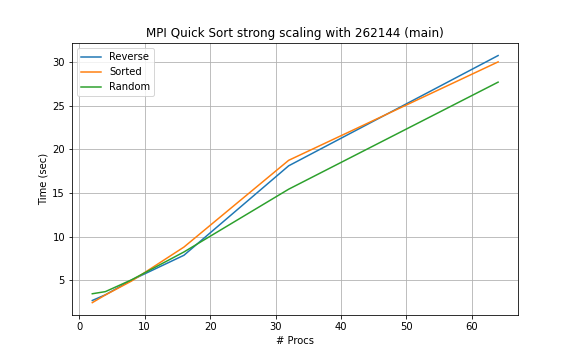 MPI Quick Sort strong scaling with 262144 (main)
Reverse
Sorted
Random
Time (sec)
30
25
20
15
10
5
0 10 20 30 40 50 60
# Procs